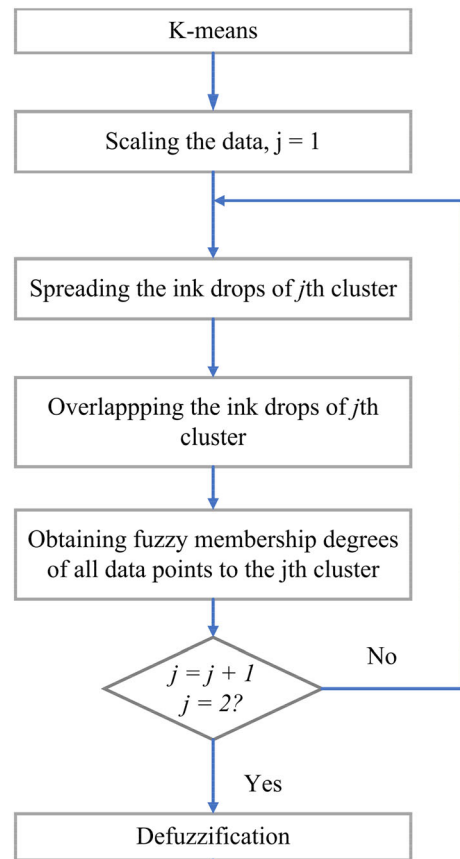 K-means
Scaling the data, j = 1
Spreading the ink drops of jth cluster
Overlappping the ink drops of jth
cluster
Obtaining fuzzy membership degrees
of all data points to the jth cluster
j = j + 1
j = 2?
No
Yes
Defuzzification